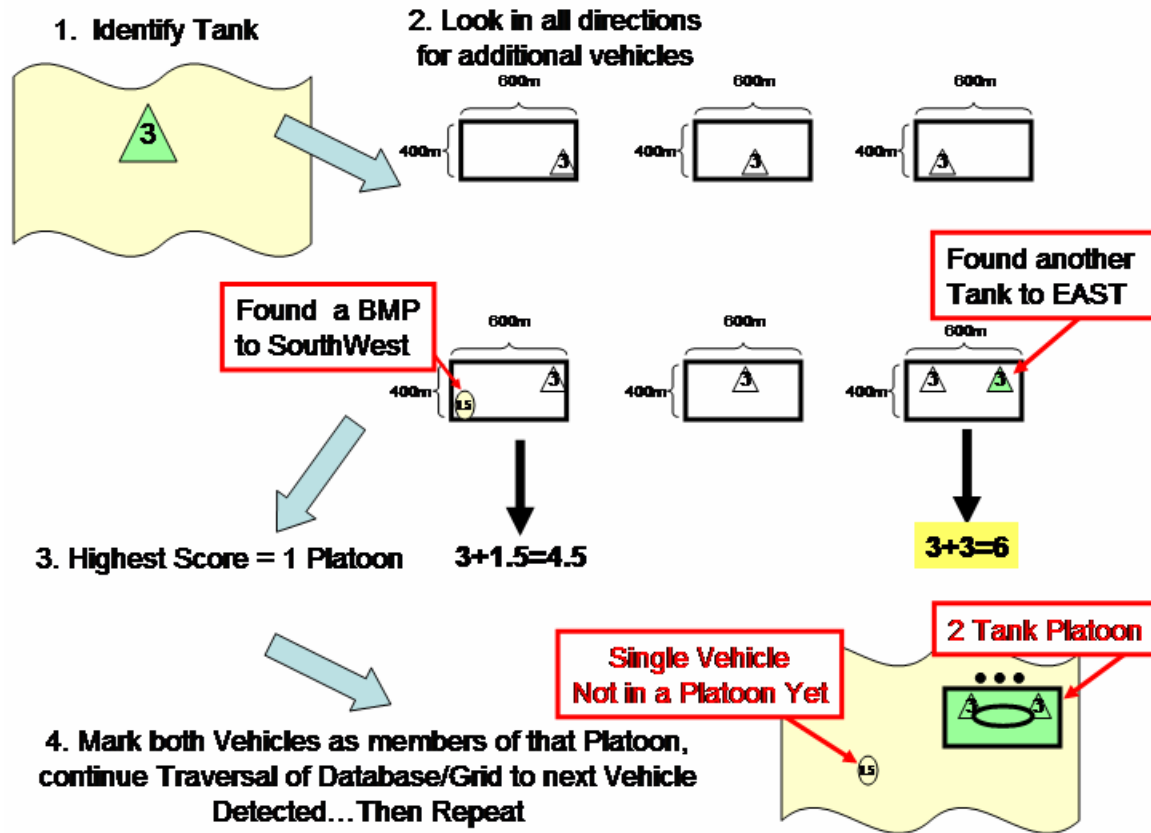 1. Identify Tank
3
2. Look in all directions
for additional vehicles
600m
400m
3
600m
400m
3
600m
400m
3
Found a BMP
to SouthWest
600m
400m
3
1.5
600m
400m
3
Found another
Tank to EAST
600m
400m
3
3
3. Highest Score = 1 Platoon
3+1.5=4.5
3+3=6
4. Mark both Vehicles as members of that Platoon,
continue Traversal of Database/Grid to next Vehicle
Detected...Then Repeat
Single Vehicle
Not in a Platoon Yet
2 Tank Platoon
3
3
1.5